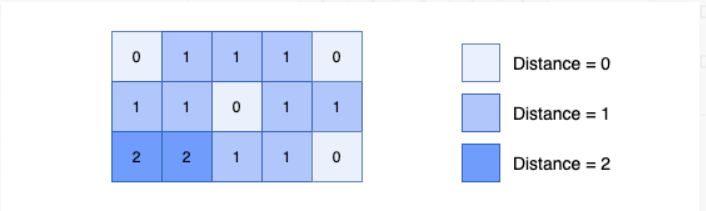 0 1 1 1 0
1 1 0 1 1
2 2 1 1 0
Distance = 0
Distance = 1
Distance = 2